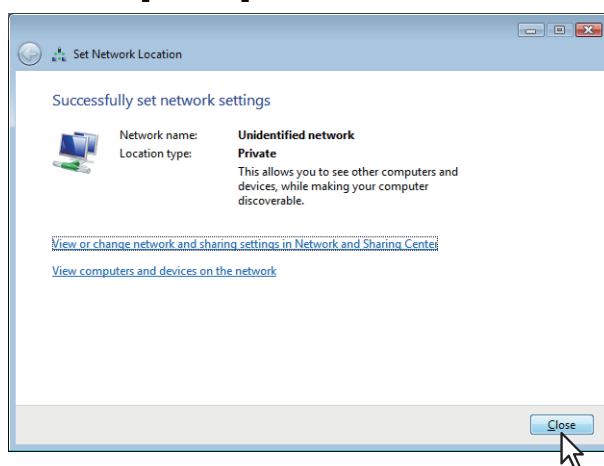 Set Network Location
Successfully set network settings
Network name: Unidentified network
Location type: Private
This allows you to see other computers and
devices, while making your computer
discoverable.
View or change network and sharing settings in Network and Sharing Center
View computers and devices on the network
Close